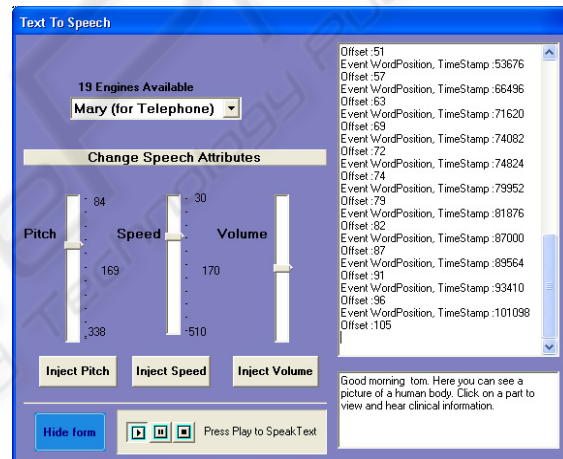 Text To Speech
19 Engines Available
Mary (for Telephone)
Change Speech Attributes
Pitch
84
169
338
Speed
30
170
510
Volume
Inject Pitch
Inject Speed
Inject Volume
Hide form
Press Play to SpeakText
Offset :51
Event WordPosition, TimeStamp :53676
Offset :57
Event WordPosition, TimeStamp :66496
Offset :63
Event WordPosition, TimeStamp :71620
Offset :69
Event WordPosition, TimeStamp :74082
Offset :72
Event WordPosition, TimeStamp :74824
Offset :74
Event WordPosition, TimeStamp :79952
Offset :79
Event WordPosition, TimeStamp :81876
Offset :82
Event WordPosition, TimeStamp :87000
Offset :87
Event WordPosition, TimeStamp :89564
Offset :91
Event WordPosition, TimeStamp :93410
Offset :96
Event WordPosition, TimeStamp :101098
Offset :105
Good morning tom. Here you can see a
picture of a human body. Click on a part to
view and hear clinical information.